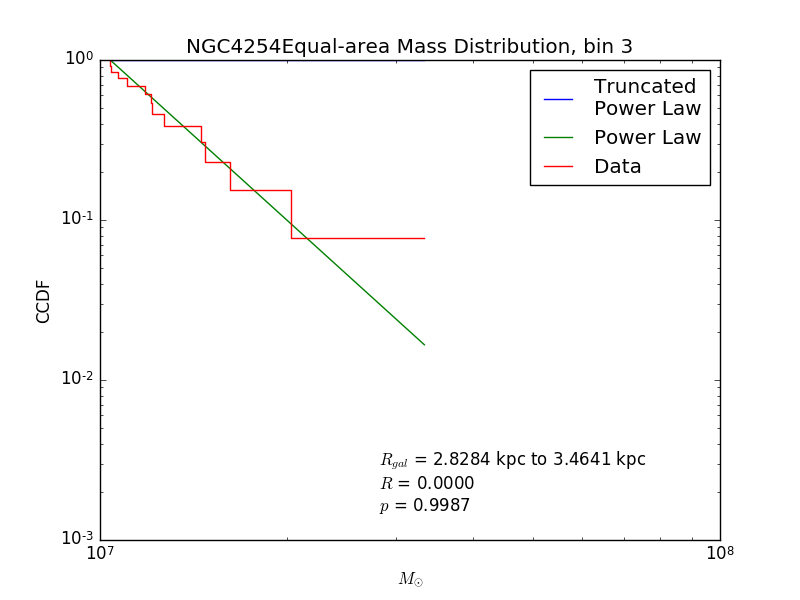 NGC4254Equal-area Mass Distribution, bin 3
Truncated
Power Law
Power Law
Data
10⁰
10⁻¹
10⁻²
10⁻³
CCDF
R_gal = 2.8284 kpc to 3.4641 kpc
R = 0.0000
p = 0.9987
10⁷ 10⁸
M_⊙